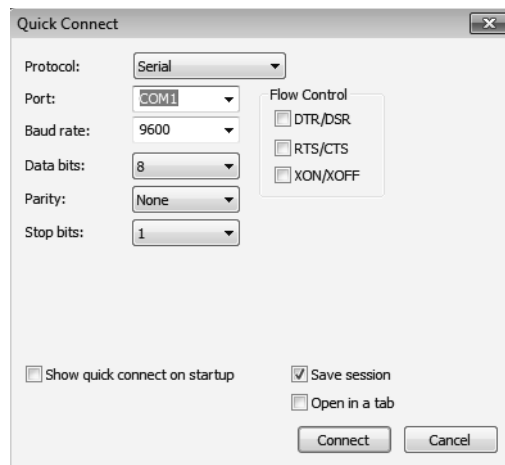 Quick Connect
Protocol: Serial
Port: COM1
Baud rate: 9600
Data bits: 8
Parity: None
Stop bits: 1
Flow Control
DTR/DSR
RTS/CTS
XON/XOFF
Show quick connect on startup
Save session
Open in a tab
Connect Cancel